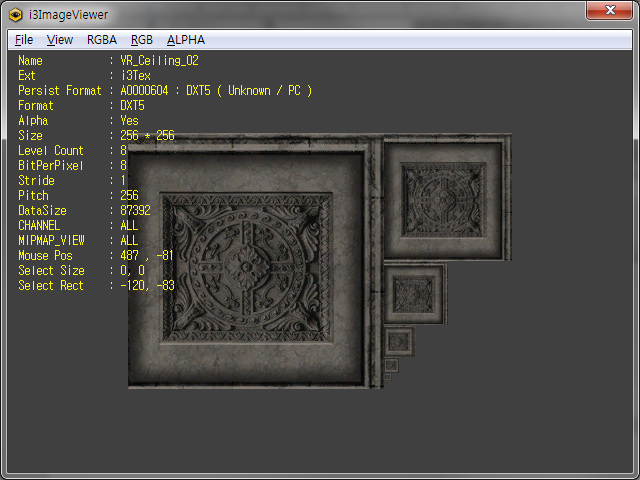 i3ImageViewer
File View RGBA RGB ALPHA
Name : VR_Ceiling_02
Ext : i3Tex
Persist Format : A0000604 : DXT5 ( Unknown / PC )
Format : DXT5
Alpha : Yes
Size : 256 * 256
Level Count : 8
BitPerPixel : 8
Stride : 1
Pitch : 256
DataSize : 87392
CHANNEL : ALL
MIPMAP_VIEW : ALL
Mouse Pos : 487 , -81
Select Size : 0, 0
Select Rect : -120, -83